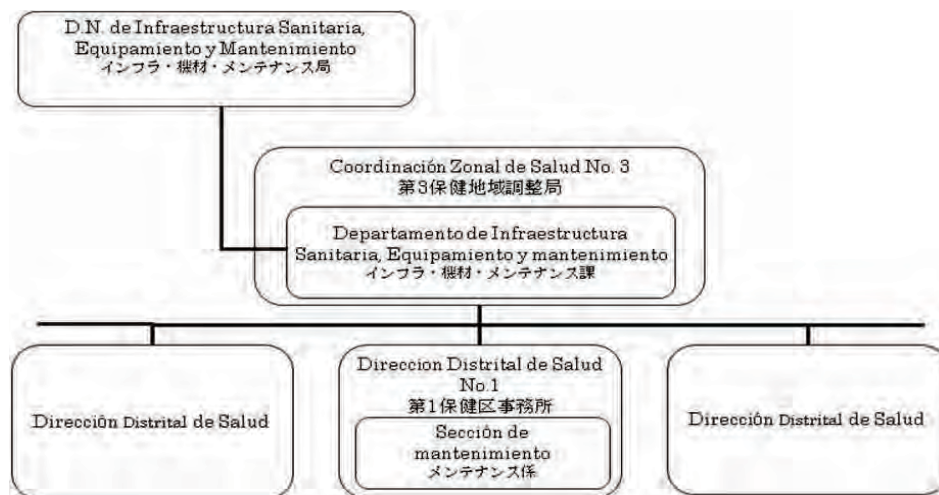 D.N. de Infraestructura Sanitaria,
Equipamiento y Mantenimiento
インフラ・機材・メンテナンス局
Coordinación Zonal de Salud No. 3
第3保健地域調整局
Departamento de Infraestructura
Sanitaria, Equipamiento y mantenimiento
インフラ・機材・メンテナンス課
Dirección Distrital de Salud
Direccion Distrital de Salud
No.1
第1保健区事務所
Sección de
mantenimiento
メンテナンス係
Dirección Distrital de Salud